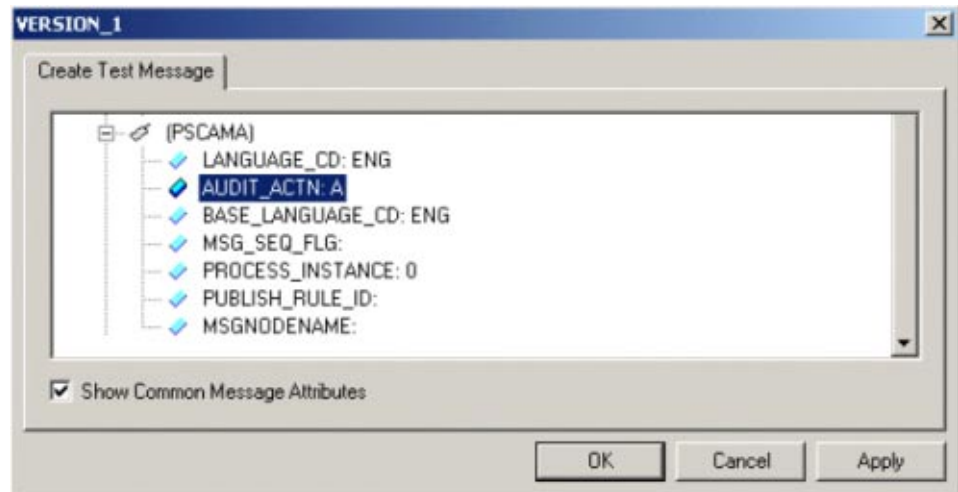 VERSION_1
Create Test Message
(PSCAMA)
LANGUAGE_CD: ENG
AUDIT_ACTN: A
BASE_LANGUAGE_CD: ENG
MSG_SEQ_FLG:
PROCESS_INSTANCE: 0
PUBLISH_RULE_ID:
MSGNODENAME:
Show Common Message Attributes
OK Cancel Apply